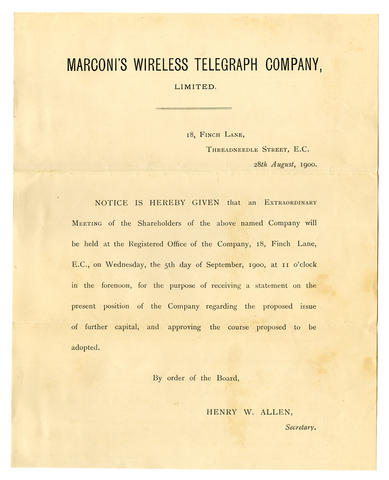 MARCONI'S WIRELESS TELEGRAPH COMPANY,
LIMITED.
18, FINCH LANE,
THREADNEEDLE STREET, E.C.
28th August, 1900.
NOTICE IS HEREBY GIVEN that an EXTRAORDINARY
MEETING of the Shareholders of the above named Company will
be held at the Registered Office of the Company, 18, Finch Lane,
E.C., on Wednesday, the 5th day of September, 1900, at 11 o'clock
in the forenoon, for the purpose of receiving a statement on the
present position of the Company regarding the proposed issue
of further capital, and approving the course proposed to be
adopted.
By order of the Board,
HENRY W. ALLEN,
Secretary.